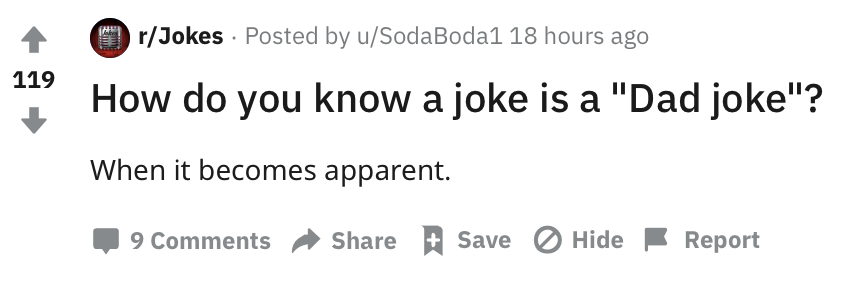 r/Jokes · Posted by u/SodaBoda1 18 hours ago
119
How do you know a joke is a "Dad joke"?
When it becomes apparent.
9 Comments Share Save Hide Report